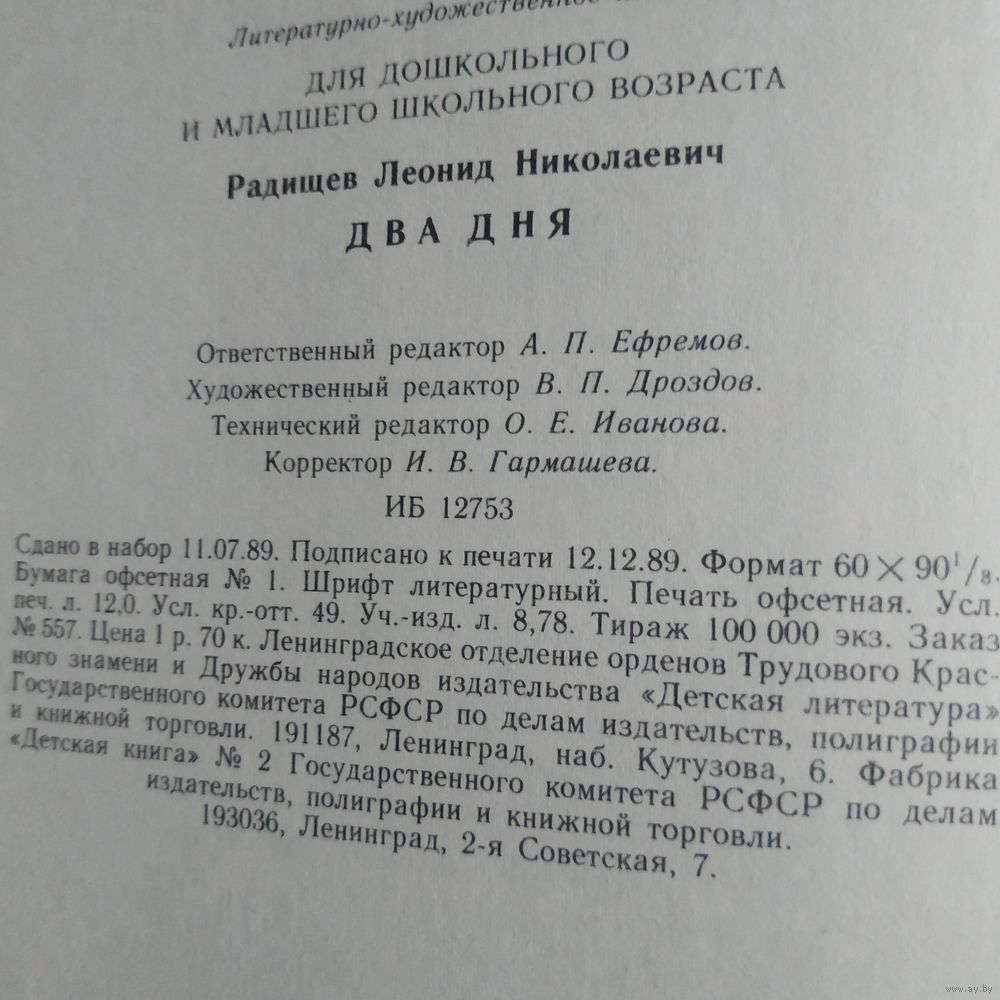 Литературно-художественное
ДЛЯ ДОШКОЛЬНОГО
И МЛАДШЕГО ШКОЛЬНОГО ВОЗРАСТА
Радищев Леонид Николаевич
ДВА ДНЯ
Ответственный редактор А. П. Ефремов.
Художественный редактор В. П. Дроздов.
Технический редактор О. Е. Иванова.
Корректор И. В. Гармашева.
ИБ 12753
Сдано в набор 11.07.89. Подписано к печати 12.12.89. Формат 60×90¹/₈.
Бумага офсетная № 1. Шрифт литературный. Печать офсетная. Усл.
печ. л. 12,0. Усл. кр.-отт. 49. Уч.-изд. л. 8,78. Тираж 100 000 экз. Заказ
№ 557. Цена 1 р. 70 к. Ленинградское отделение орденов Трудового Крас-
ного знамени и Дружбы народов издательства «Детская литература»
Государственного комитета РСФСР по делам издательств, полиграфии
и книжной торговли. 191187, Ленинград, наб. Кутузова, 6. Фабрика
«Детская книга» № 2 Государственного комитета РСФСР по делам
издательств, полиграфии и книжной торговли.
193036, Ленинград, 2-я Советская, 7.
www.ay.by